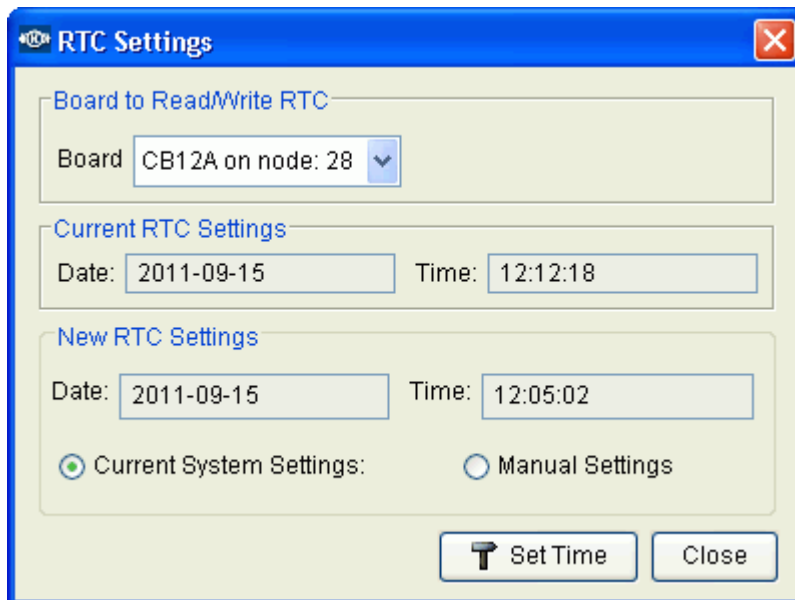 RTC Settings
Board to Read/Write RTC
Board CB12A on node: 28
Current RTC Settings
Date: 2011-09-15 Time: 12:12:18
New RTC Settings
Date: 2011-09-15 Time: 12:05:02
Current System Settings: Manual Settings
Set Time Close